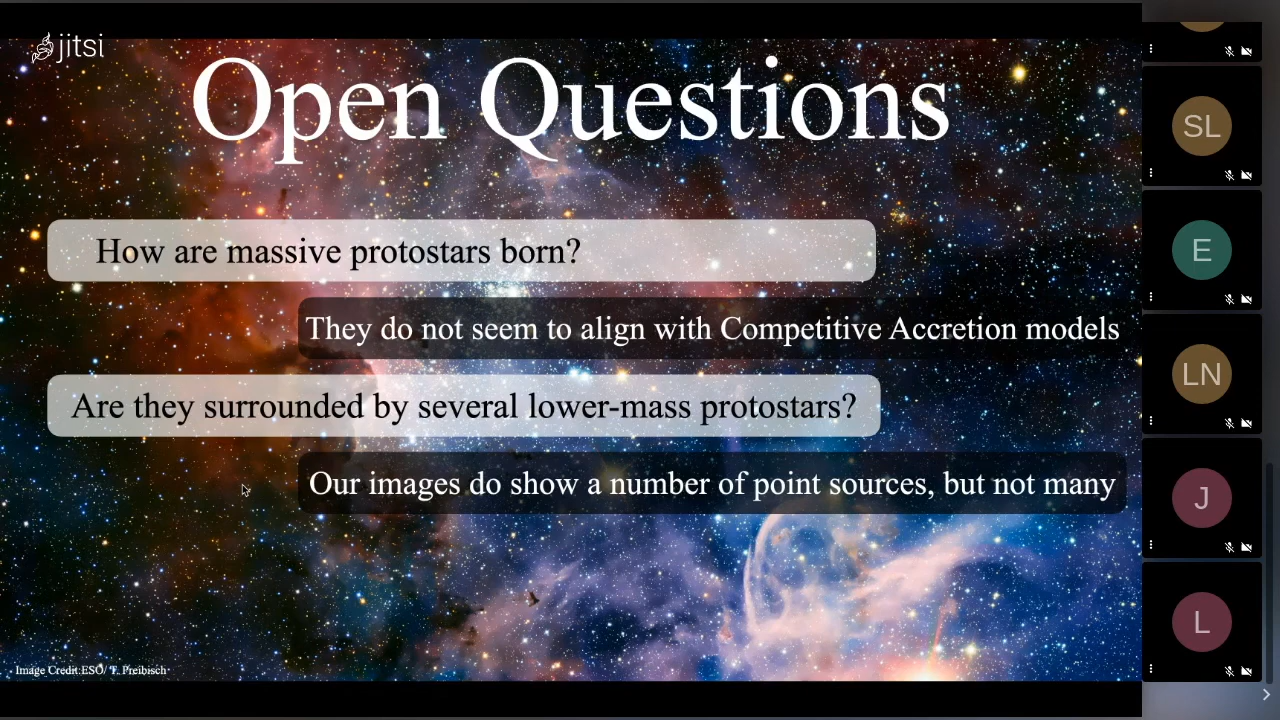 jitsi
Open Questions
How are massive protostars born?
They do not seem to align with Competitive Accretion models
Are they surrounded by several lower-mass protostars?
Our images do show a number of point sources, but not many
Image Credit:ESO/ T. Preibisch
SL
E
LN
J
L